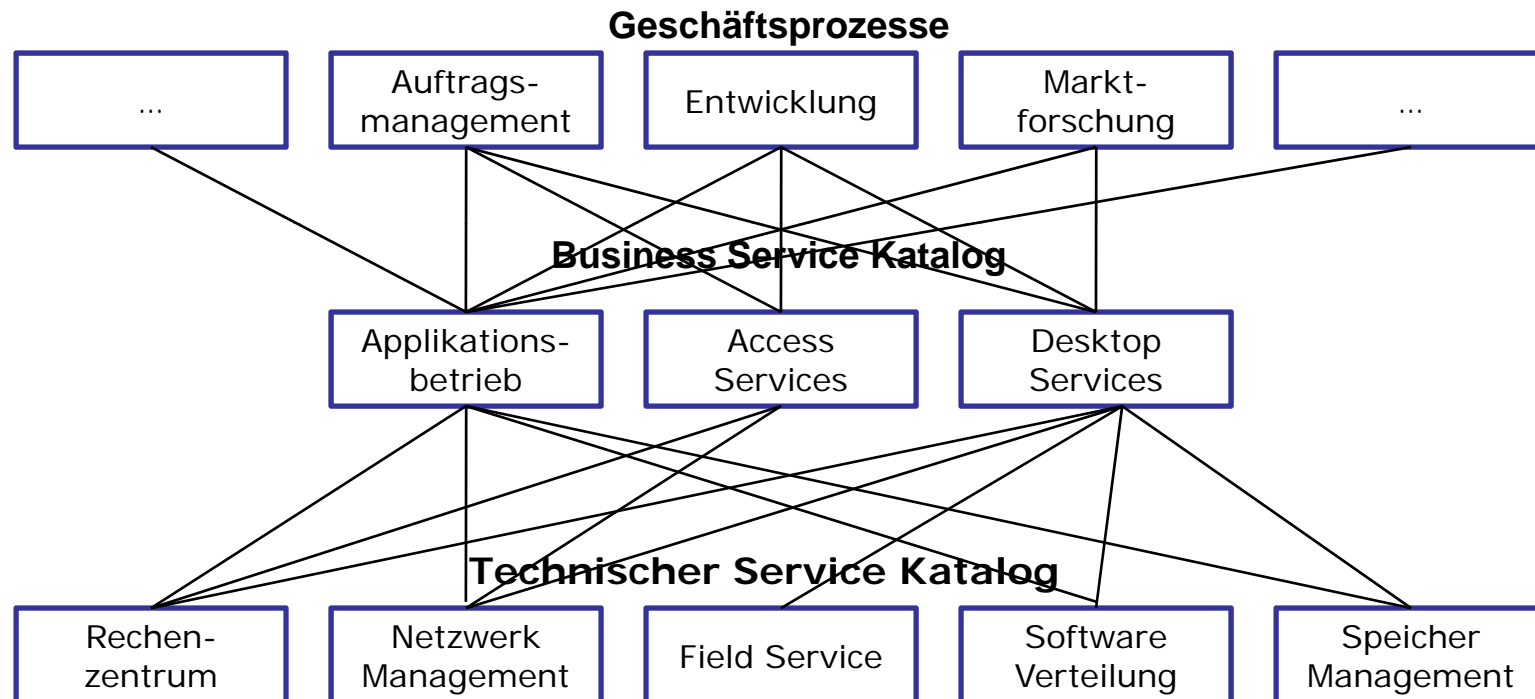 Geschäftsprozesse
...
Auftrags-
management
Entwicklung
Markt-
forschung
...
Business Service Katalog
Applikations-
betrieb
Access
Services
Desktop
Services
Technischer Service Katalog
Rechen-
zentrum
Netzwerk
Management
Field Service
Software
Verteilung
Speicher
Management